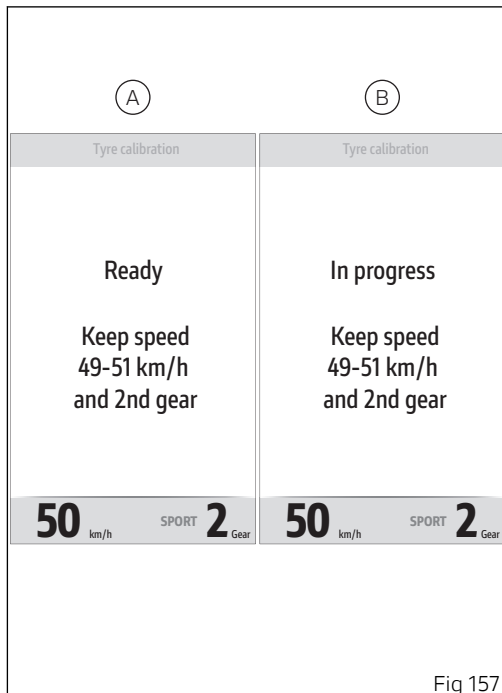 A
B
Tyre calibration
Ready
Keep speed
49-51 km/h
and 2nd gear
50 km/h SPORT 2 Gear
Tyre calibration
In progress
Keep speed
49-51 km/h
and 2nd gear
50 km/h SPORT 2 Gear
Fig 157